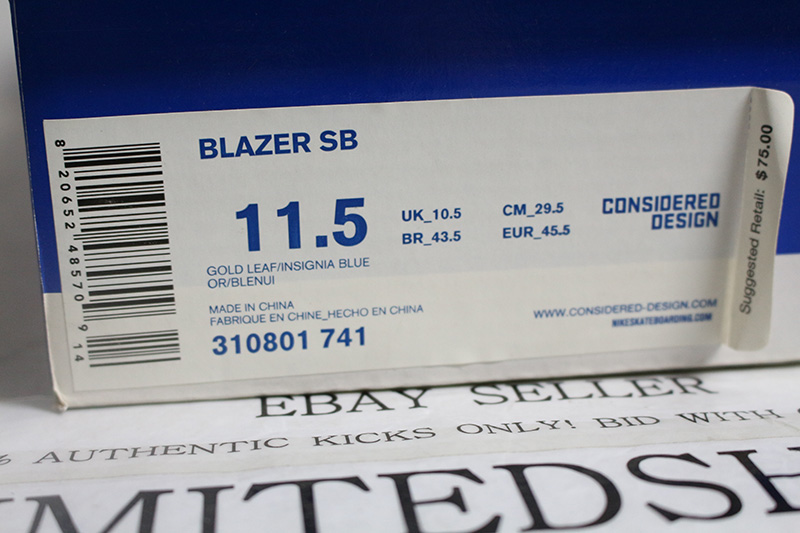 BLAZER SB
11.5
UK_10.5
CM_29.5
BR_43.5
EUR_45.5
CONSIDERED
DESIGN
GOLD LEAF/INSIGNIA BLUE
OR/BLENUI
MADE IN CHINA
FABRIQUE EN CHINE_HECHO EN CHINA
310801 741
WWW.CONSIDERED-DESIGN.COM
NIKESKATEBOARDING.COM
Suggested Retail: $75.00
8 20652 48570 9 14
EBAY SELLER
AUTHENTIC KICKS ONLY! BID WITH